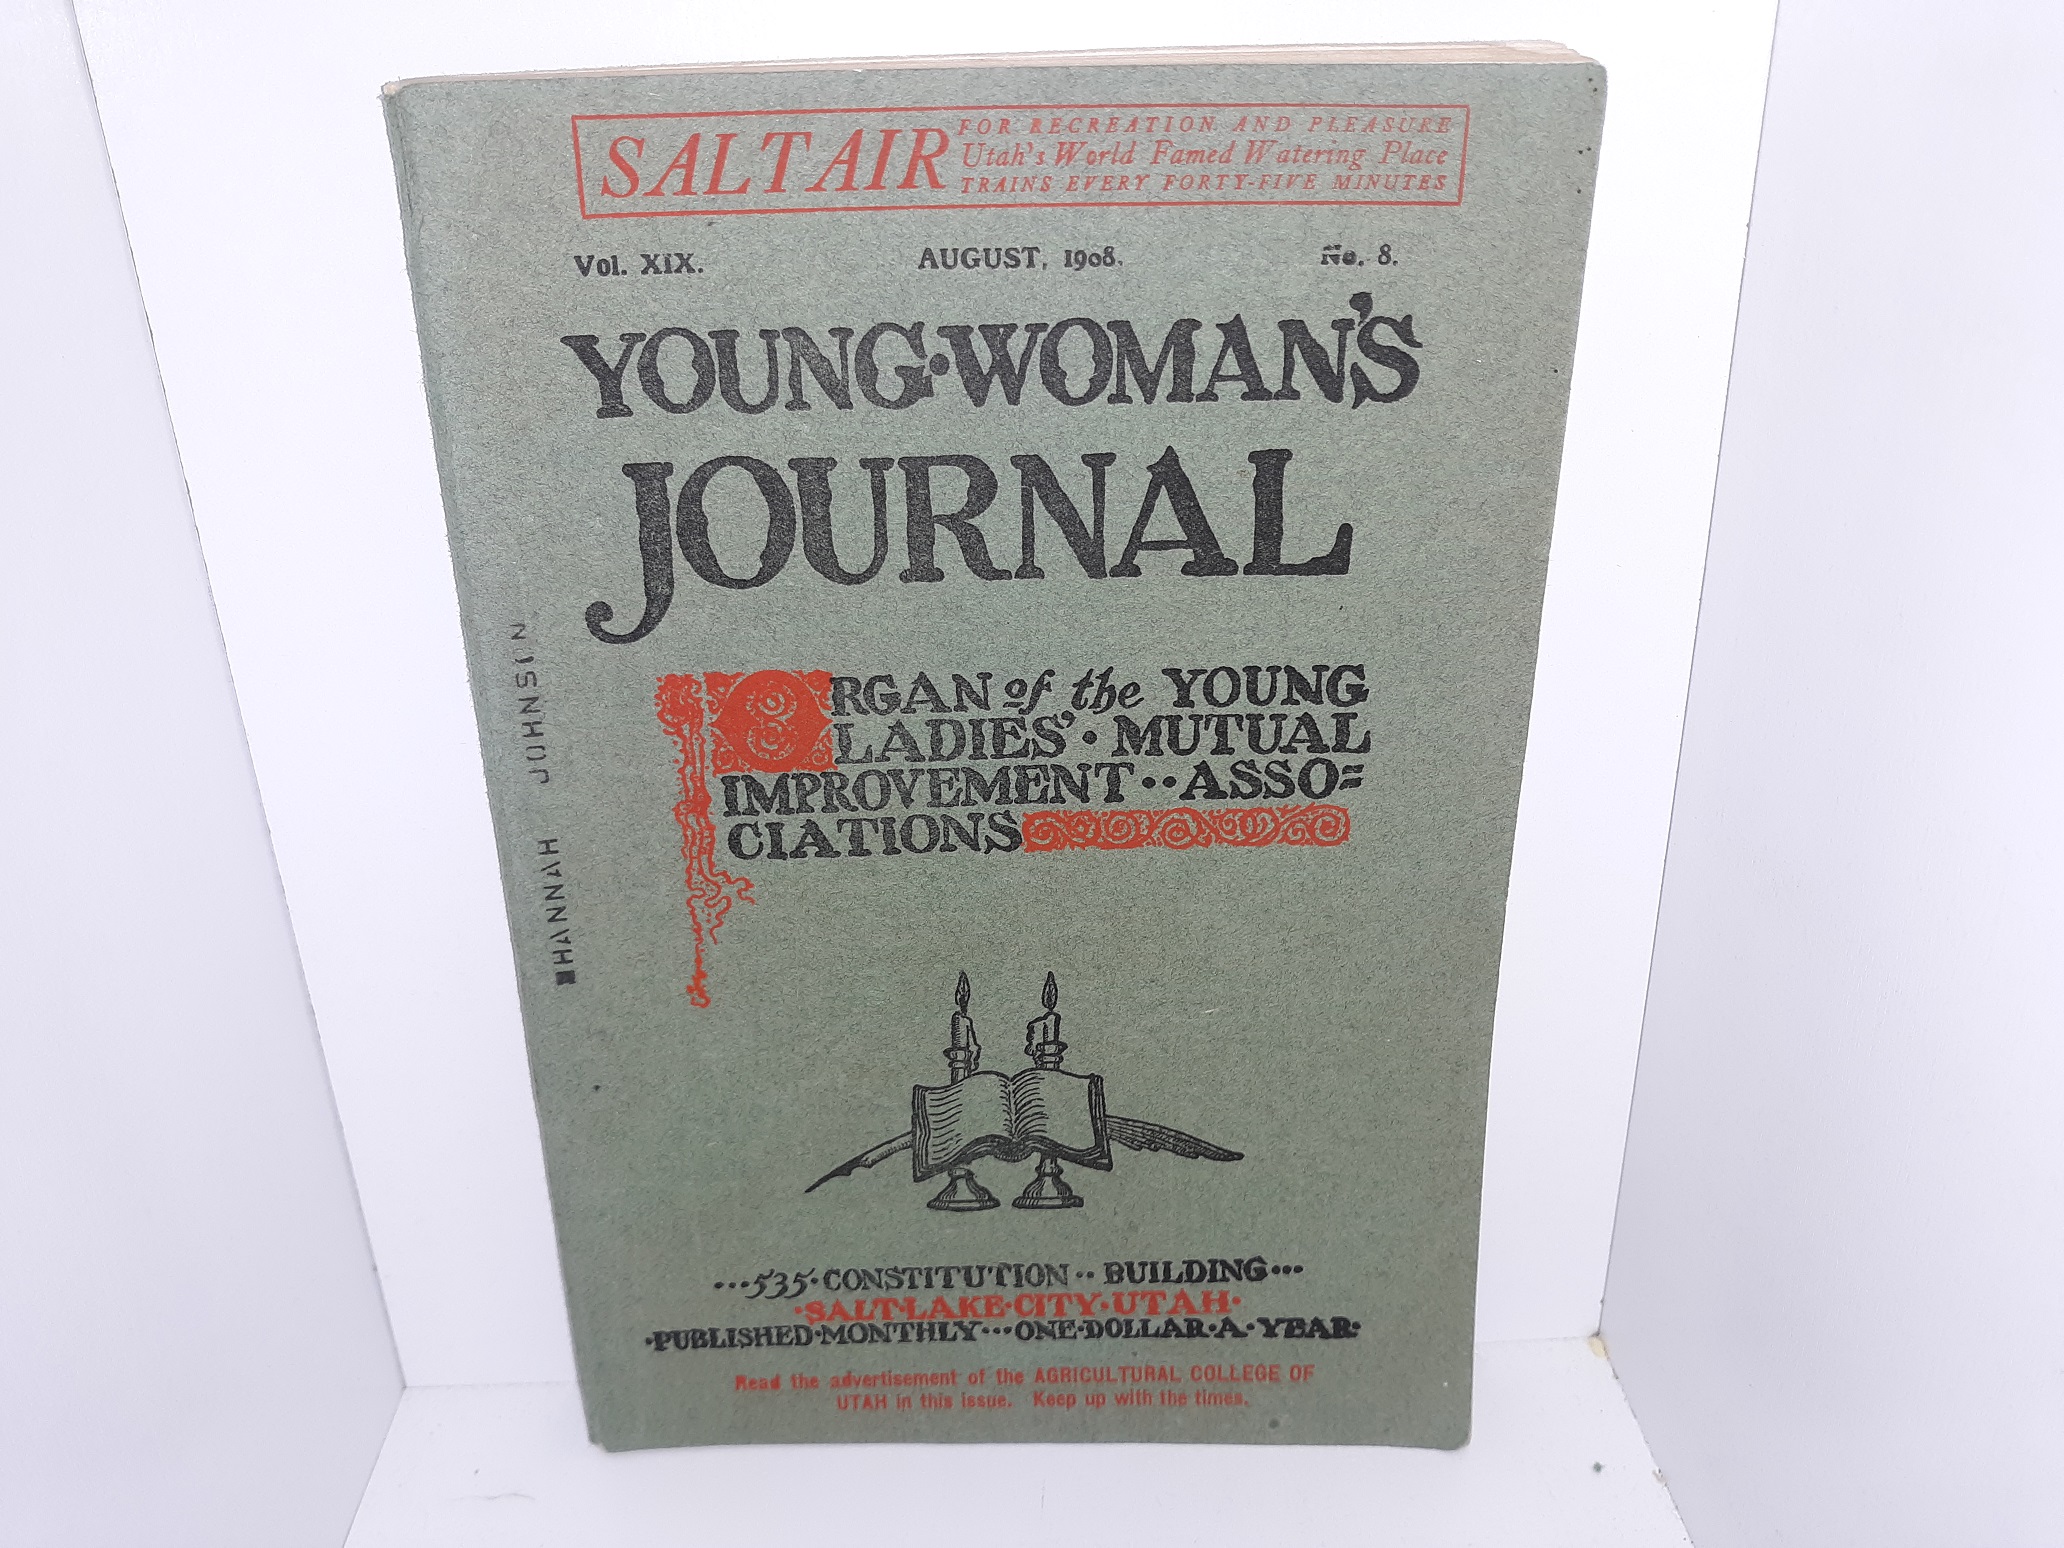 SALTAIR
FOR RECREATION AND PLEASURE
Utah's World Famed Watering Place
TRAINS EVERY FORTY-FIVE MINUTES
Vol. XIX. AUGUST, 1908. No. 8.
YOUNG·WOMAN'S
JOURNAL
ORGAN of the YOUNG
LADIES'·MUTUAL
IMPROVEMENT··ASSO=
CIATIONS
HANNAH JOHNSON
···535·CONSTITUTION··BUILDING···
·SALT·LAKE·CITY·UTAH·
·PUBLISHED·MONTHLY···ONE·DOLLAR·A·YEAR·
Read the advertisement of the AGRICULTURAL COLLEGE OF
UTAH in this issue. Keep up with the times.